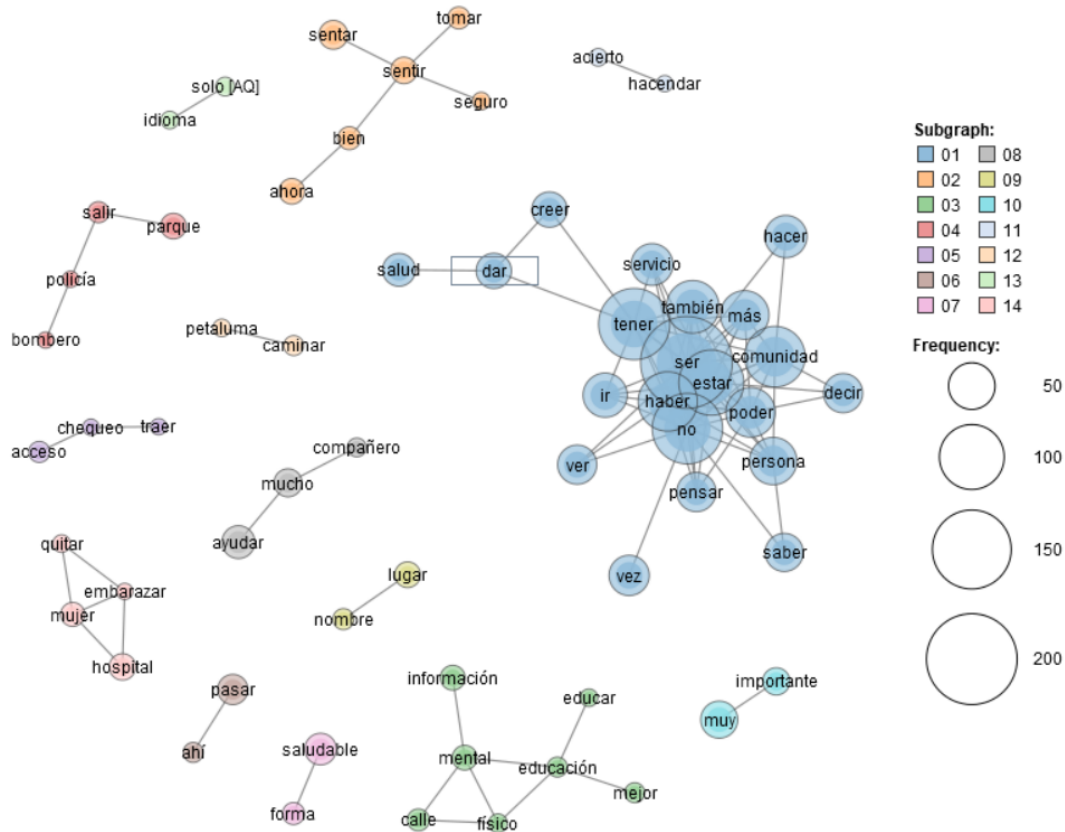 tomar
sentar
sentir
seguro
bien
ahora
acierto
hacendar
solo [AQ]
idioma
salir
parque
policía
bombero
petaluma
caminar
chequeo
traer
acceso
compañero
mucho
ayudar
quitar
embarazar
mujer
hospital
lugar
nombre
pasar
ahí
saludable
forma
información
educar
mental
educación
mejor
calle
físico
importante
muy
creer
hacer
salud
dar
servicio
también
más
tener
ser
comunidad
estar
ir
haber
poder
decir
no
ver
persona
pensar
saber
vez
Subgraph:
01 08
02 09
03 10
04 11
05 12
06 13
07 14
Frequency:
50
100
150
200